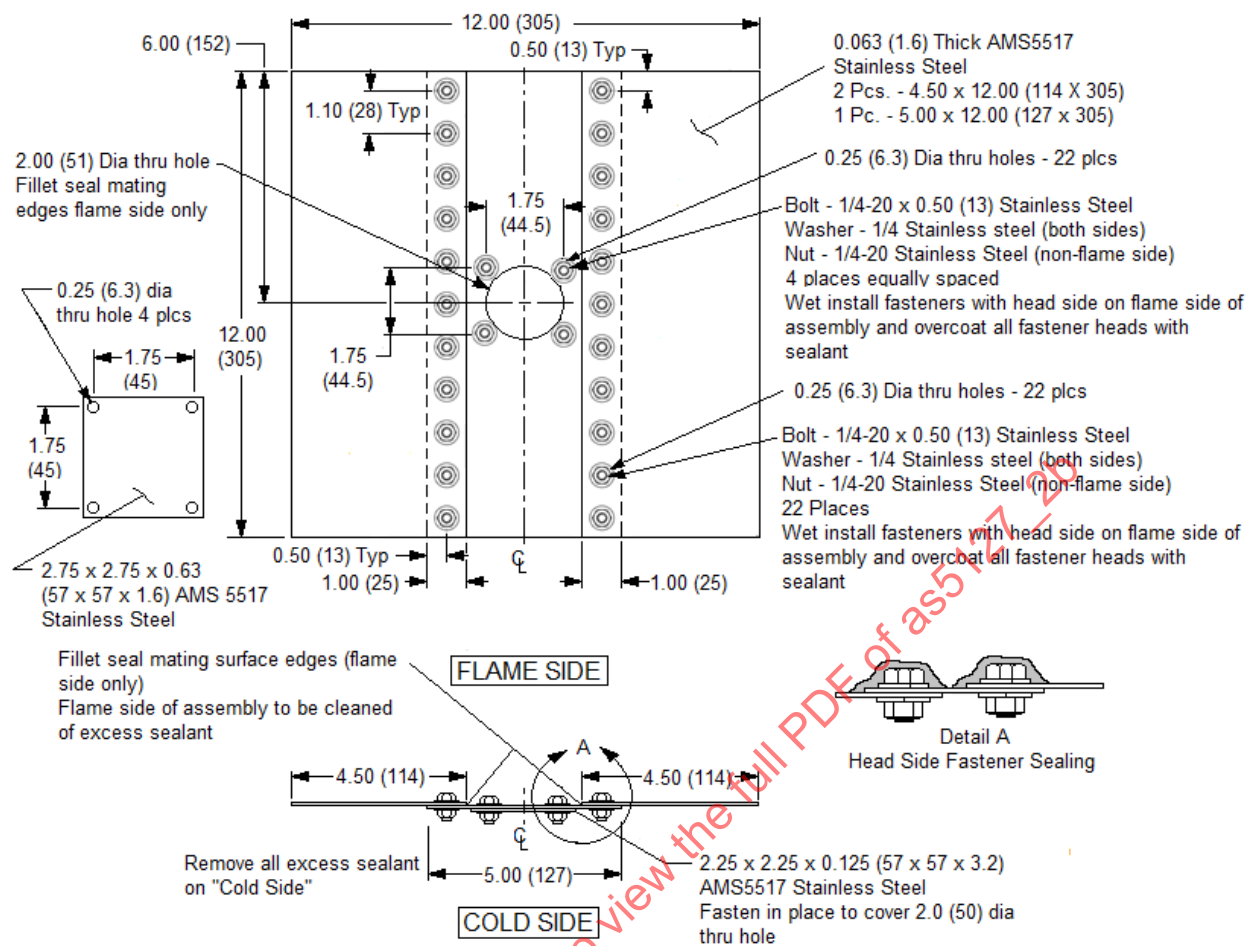 12.00 (305)
6.00 (152)
0.50 (13) Typ
1.10 (28) Typ
0.063 (1.6) Thick AMS5517
Stainless Steel
2 Pcs. - 4.50 x 12.00 (114 X 305)
1 Pc. - 5.00 x 12.00 (127 x 305)
2.00 (51) Dia thru hole
Fillet seal mating
edges flame side only
0.25 (6.3) Dia thru holes - 22 plcs
1.75
(44.5)
Bolt - 1/4-20 x 0.50 (13) Stainless Steel
Washer - 1/4 Stainless steel (both sides)
Nut - 1/4-20 Stainless Steel (non-flame side)
4 places equally spaced
Wet install fasteners with head side on flame side of
assembly and overcoat all fastener heads with
sealant
0.25 (6.3) dia
thru hole 4 plcs
12.00
(305)
1.75
(44.5)
1.75
(45)
1.75
(45)
0.25 (6.3) Dia thru holes - 22 plcs
Bolt - 1/4-20 x 0.50 (13) Stainless Steel
Washer - 1/4 Stainless steel (both sides)
Nut - 1/4-20 Stainless Steel (non-flame side)
22 Places
Wet install fasteners with head side on flame side of
assembly and overcoat all fastener heads with
sealant
0.50 (13) Typ
1.00 (25)
CL
1.00 (25)
2.75 x 2.75 x 0.63
(57 x 57 x 1.6) AMS 5517
Stainless Steel
Fillet seal mating surface edges (flame
side only)
Flame side of assembly to be cleaned
of excess sealant
FLAME SIDE
Detail A
Head Side Fastener Sealing
A
4.50 (114)
4.50 (114)
CL
Remove all excess sealant
on "Cold Side"
5.00 (127)
2.25 x 2.25 x 0.125 (57 x 57 x 3.2)
AMS5517 Stainless Steel
Fasten in place to cover 2.0 (50) dia
thru hole
COLD SIDE
view the full PDF of as5127_2b